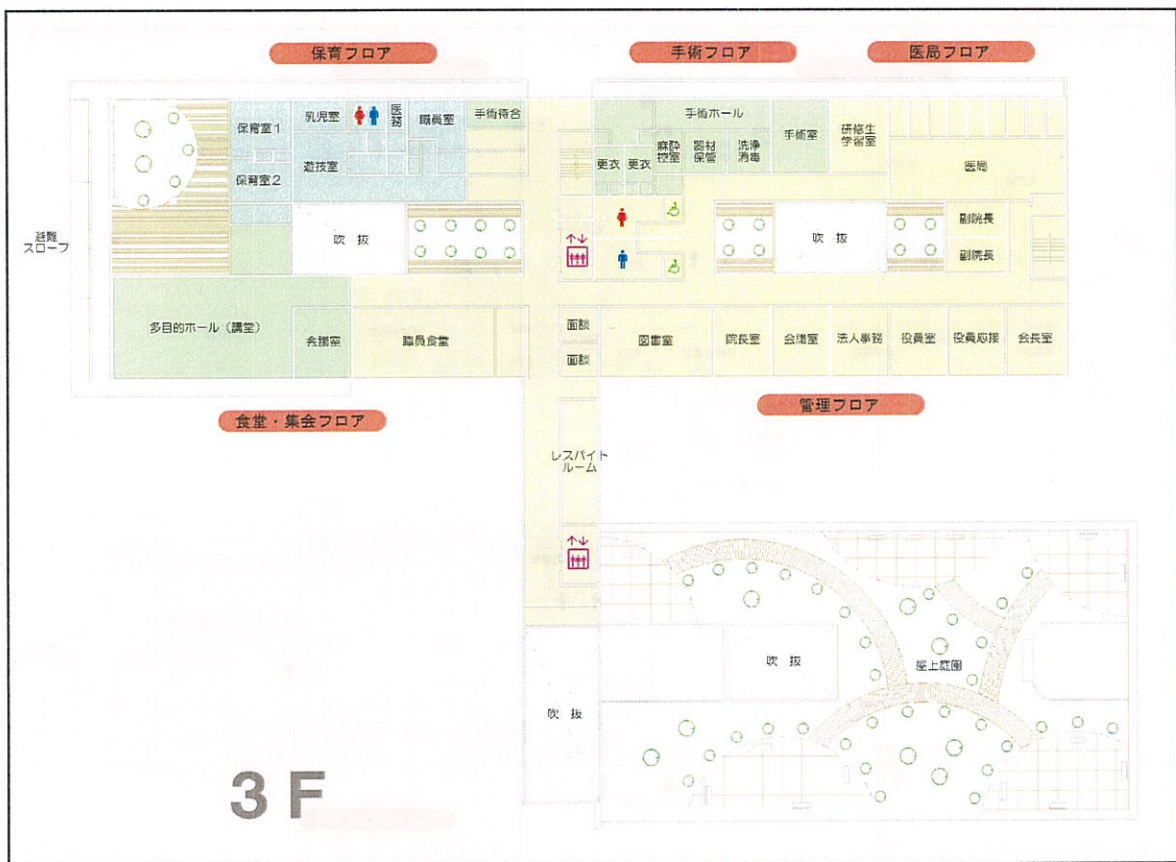 保育フロア
手術フロア
医局フロア
乳児室
医務
職員室
手術待合
保育室1
遊技室
保育室2
手術ホール
手術室
研修生
学習室
更衣
更衣
麻酔
控室
器材
保管
洗浄
消毒
医局
避難
スロープ
吹 抜
吹 抜
副院長
副院長
多目的ホール(講堂)
会議室
職員食堂
面談
面談
図書室
院長室
会議室
法人事務
役員室
役員応接
会長室
食堂・集会フロア
管理フロア
レスパイト
ルーム
吹 抜
屋上庭園
吹 抜
3F